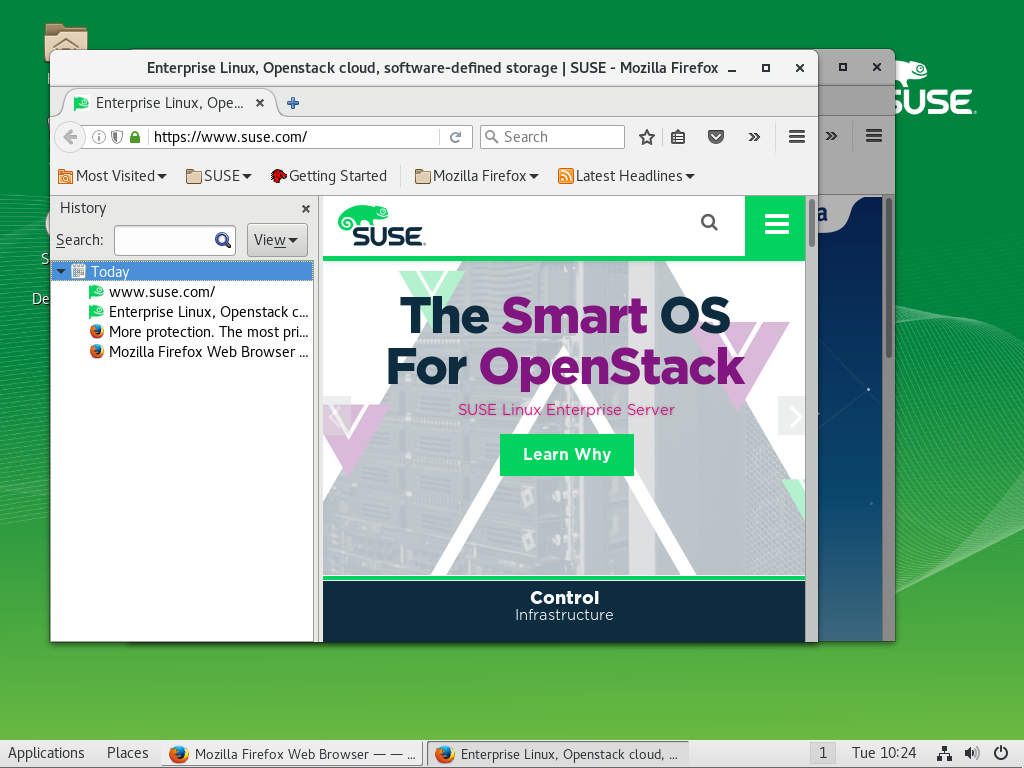 Enterprise Linux, Openstack cloud, software-defined storage | SUSE - Mozilla Firefox
Enterprise Linux, Ope...
https://www.suse.com/
Search
Most Visited
SUSE
Getting Started
Mozilla Firefox
Latest Headlines
History
Search:
View
Today
www.suse.com/
Enterprise Linux, Openstack c...
More protection. The most pri...
Mozilla Firefox Web Browser ...
SUSE
The Smart OS
For OpenStack
SUSE Linux Enterprise Server
Learn Why
Control
Infrastructure
a
SUSE
Applications
Places
Mozilla Firefox Web Browser — — ...
Enterprise Linux, Openstack cloud, ...
1
Tue 10:24